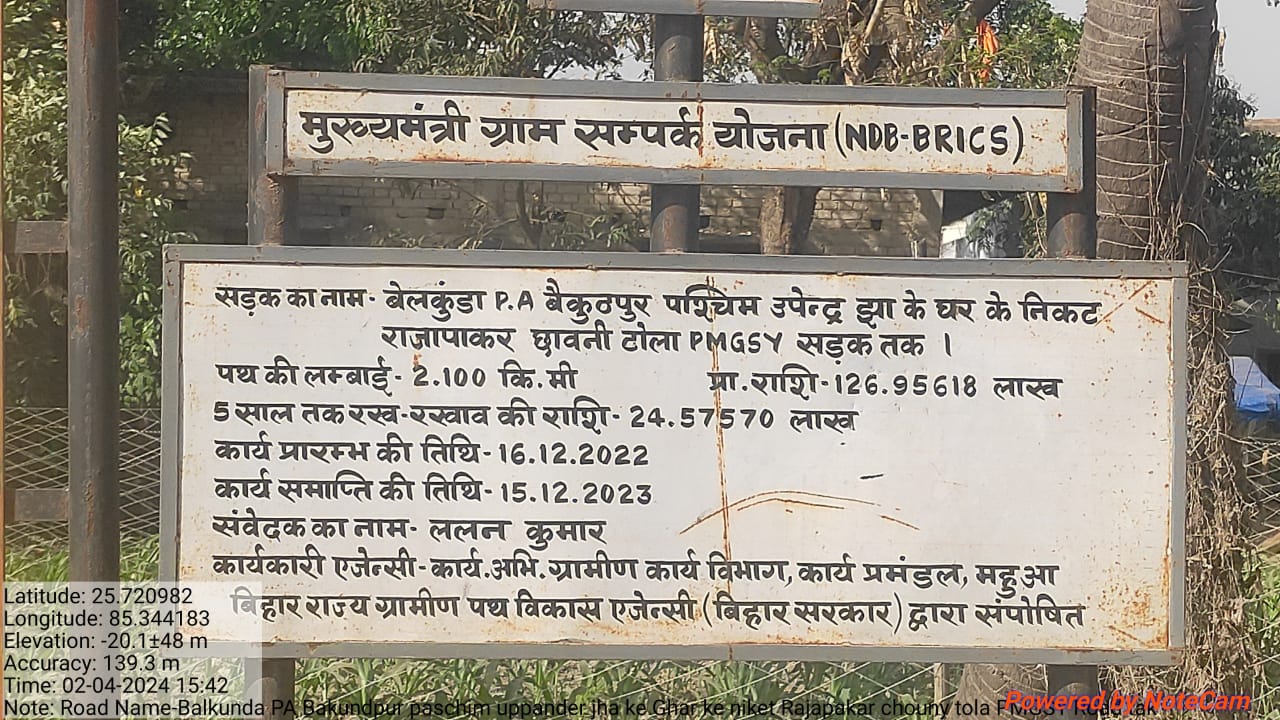 मुख्यमंत्री ग्राम सम्पर्क योजना (NDB-BRICS)
सड़क का नाम- बेलकुंडा P.A बैकुठपुर पश्चिम उपेन्द्र झा के घर के निकट
राजापाकर छावनी टोला PMGSY सड़क तक ।
पथ की लम्बाई- 2.100 कि.मी प्रा.राशि-126.95618 लाख
5 साल तक रख-रखाव की राशि- 24.57570 लाख
कार्य प्रारम्भ की तिथि- 16.12.2022
कार्य समाप्ति की तिथि- 15.12.2023
संवेदक का नाम- ललन कुमार
कार्यकारी एजेन्सी- कार्य.अभि.ग्रामीण कार्य विभाग, कार्य प्रमंडल, महुआ
बिहार राज्य ग्रामीण पथ विकास एजेन्सी (बिहार सरकार) द्वारा संपोषित
Latitude: 25.720982
Longitude: 85.344183
Elevation: -20.1±48 m
Accuracy: 139.3 m
Time: 02-04-2024 15:42
Note: Road Name-Balkunda PA Bakundpur paschim uppander jha ke Ghar ke niket Rajapakar chouny tola PMGSY
Powered by NoteCam